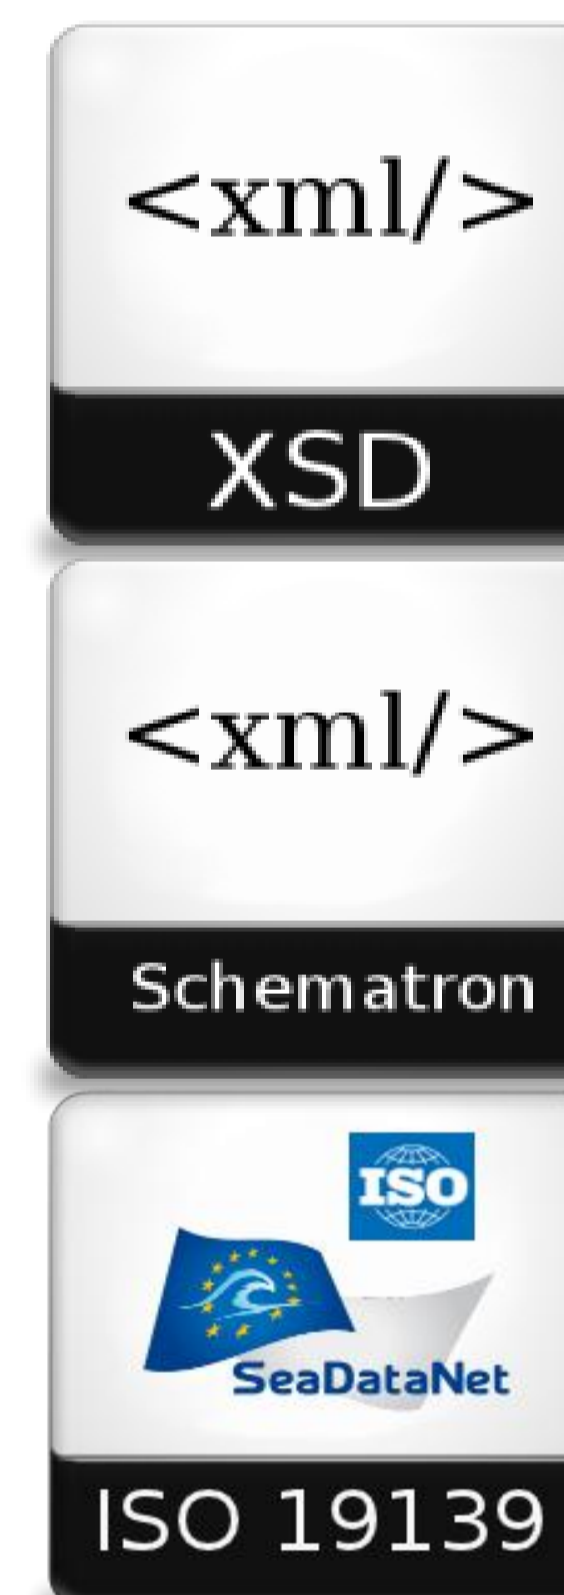 <xml/>
XSD
<xml/>
Schematron
ISO
SeaDataNet
ISO 19139